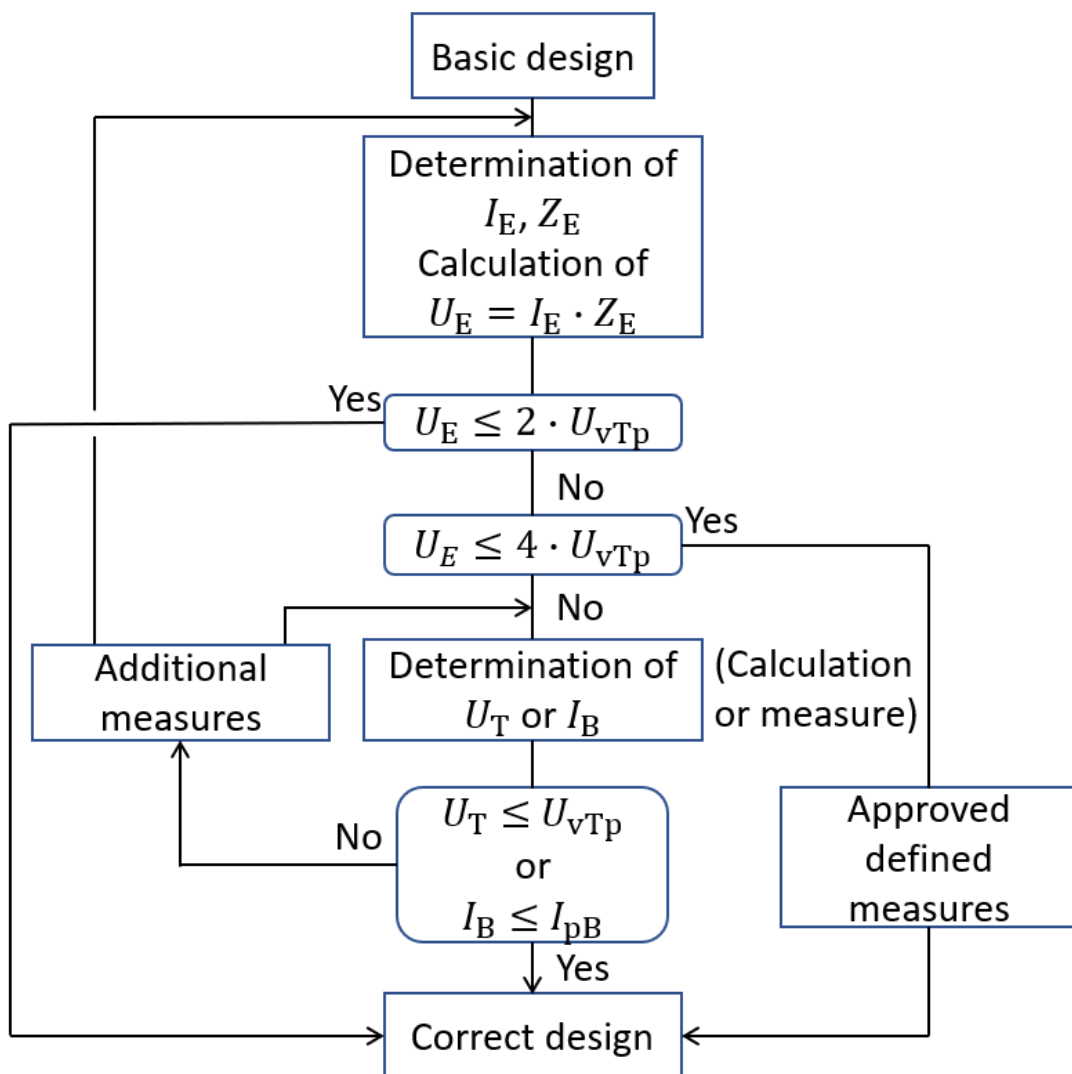 Basic design
Determination of
I_E, Z_E
Calculation of
U_E = I_E · Z_E
Yes
U_E ≤ 2 · U_vTp
No
U_E ≤ 4 · U_vTp
Yes
No
Additional
measures
Determination of
U_T or I_B
(Calculation
or measure)
No
U_T ≤ U_vTp
or
I_B ≤ I_pB
Approved
defined
measures
Yes
Correct design